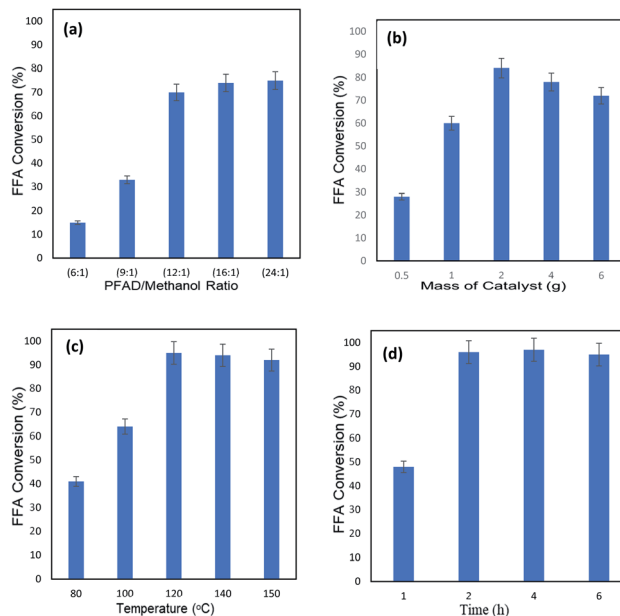 (a)
FFA Conversion (%)
100
90
80
70
60
50
40
30
20
10
0
(6:1) (9:1) (12:1) (16:1) (24:1)
PFAD/Methanol Ratio
(b)
FFA Conversion (%)
100
90
80
70
60
50
40
30
20
10
0
0.5 1 2 4 6
Mass of Catalyst (g)
(c)
FFA Conversion (%)
100
90
80
70
60
50
40
30
20
10
0
80 100 120 140 150
Temperature (°C)
(d)
FFA Conversion (%)
100
90
80
70
60
50
40
30
20
10
0
1 2 4 6
Time (h)